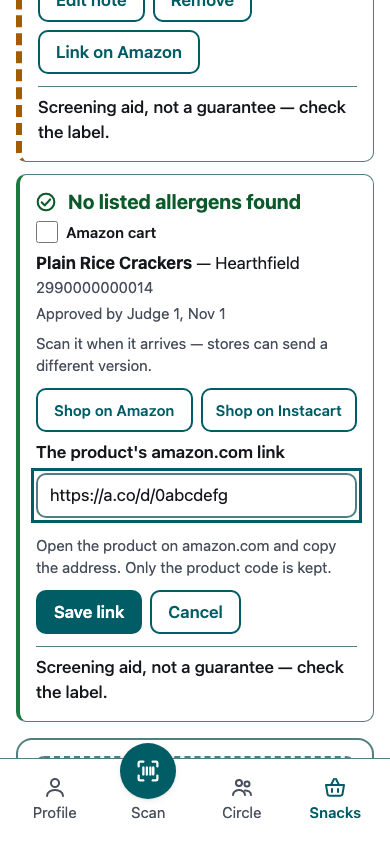 Edit note
Remove
Link on Amazon
Screening aid, not a guarantee — check
the label.
No listed allergens found
Amazon cart
Plain Rice Crackers — Hearthfield
2990000000014
Approved by Judge 1, Nov 1
Scan it when it arrives — stores can send a
different version.
Shop on Amazon
Shop on Instacart
The product's amazon.com link
https://a.co/d/0abcdefg
Open the product on amazon.com and copy
the address. Only the product code is kept.
Save link
Cancel
Screening aid, not a guarantee — check
the label.
Profile
Scan
Circle
Snacks